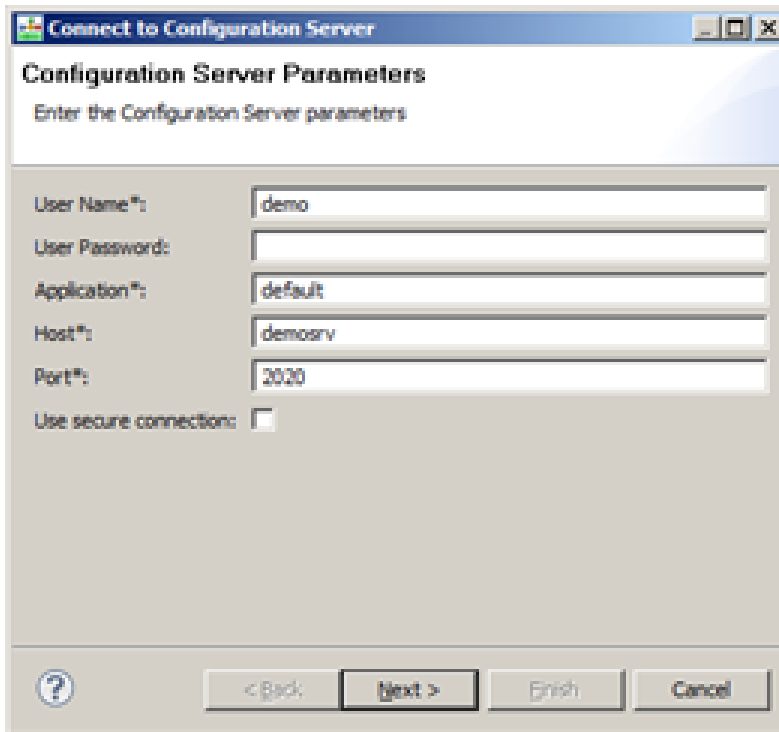 Connect to Configuration Server
Configuration Server Parameters
Enter the Configuration Server parameters
User Name*: demo
User Password:
Application*: default
Host*: demosrv
Port*: 2020
Use secure connection:
?
< Back Next > Finish Cancel